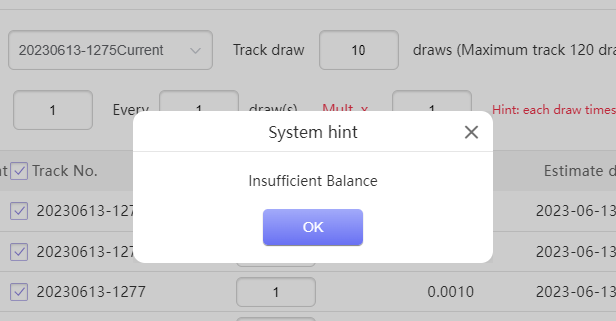 20230613-1275Current Track draw 10 draws (Maximum track 120 dra
1 Every 1 draw(s) Mult. x 1 Hint: each draw times
System hint
Track No. Estimate d
Insufficient Balance
20230613-127 2023-06-13
OK
20230613-127 2023-06-13
20230613-1277 1 0.0010 2023-06-13